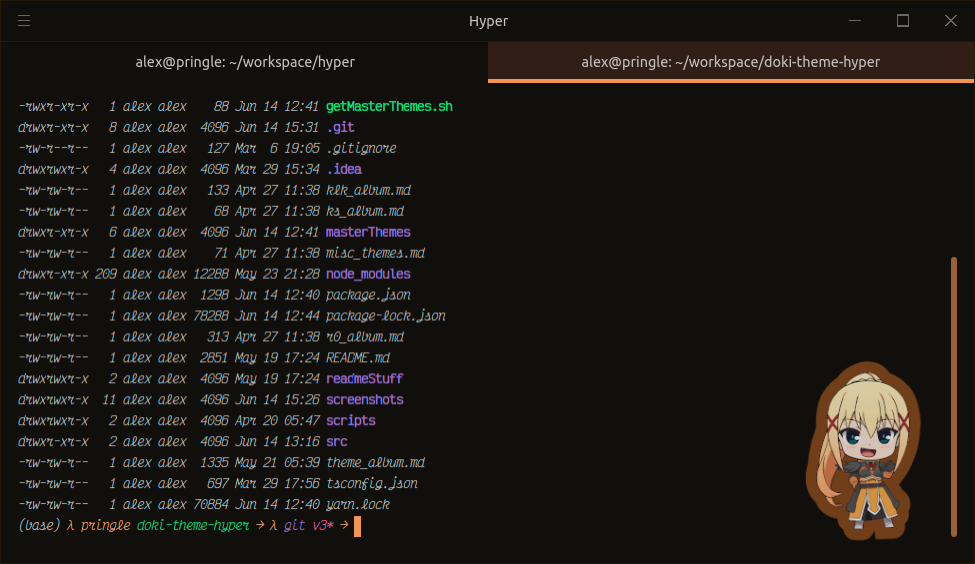 Hyper
alex@pringle: ~/workspace/hyper
alex@pringle: ~/workspace/doki-theme-hyper
-rwxr-xr-x 1 alex alex 88 Jun 14 12:41 getMasterThemes.sh
drwxr-xr-x 8 alex alex 4096 Jun 14 15:31 .git
-rw-r--r-- 1 alex alex 127 Mar 6 19:05 .gitignore
drwxrwxr-x 4 alex alex 4096 Mar 29 15:34 .idea
-rw-rw-r-- 1 alex alex 133 Apr 27 11:38 klk_album.md
-rw-rw-r-- 1 alex alex 68 Apr 27 11:38 ks_album.md
drwxrwxr-x 6 alex alex 4096 Jun 14 12:41 masterThemes
-rw-rw-r-- 1 alex alex 71 Apr 27 11:38 misc_themes.md
drwxr-xr-x 209 alex alex 12288 May 23 21:28 node_modules
-rw-rw-r-- 1 alex alex 1298 Jun 14 12:40 package.json
-rw-rw-r-- 1 alex alex 78288 Jun 14 12:44 package-lock.json
-rw-rw-r-- 1 alex alex 313 Apr 27 11:38 r0_album.md
-rw-rw-r-- 1 alex alex 2851 May 19 17:24 README.md
drwxrwxr-x 2 alex alex 4096 May 19 17:24 readmeStuff
drwxrwxr-x 11 alex alex 4096 Jun 14 15:26 screenshots
drwxrwxr-x 2 alex alex 4096 Apr 20 05:47 scripts
drwxrwxr-x 2 alex alex 4096 Jun 14 13:16 src
-rw-rw-r-- 1 alex alex 1335 May 21 05:39 theme_album.md
-rw-rw-r-- 1 alex alex 697 Mar 29 17:56 tsconfig.json
-rw-rw-r-- 1 alex alex 70884 Jun 14 12:40 yarn.lock
(base) λ pringle doki-theme-hyper → λ git v3* →